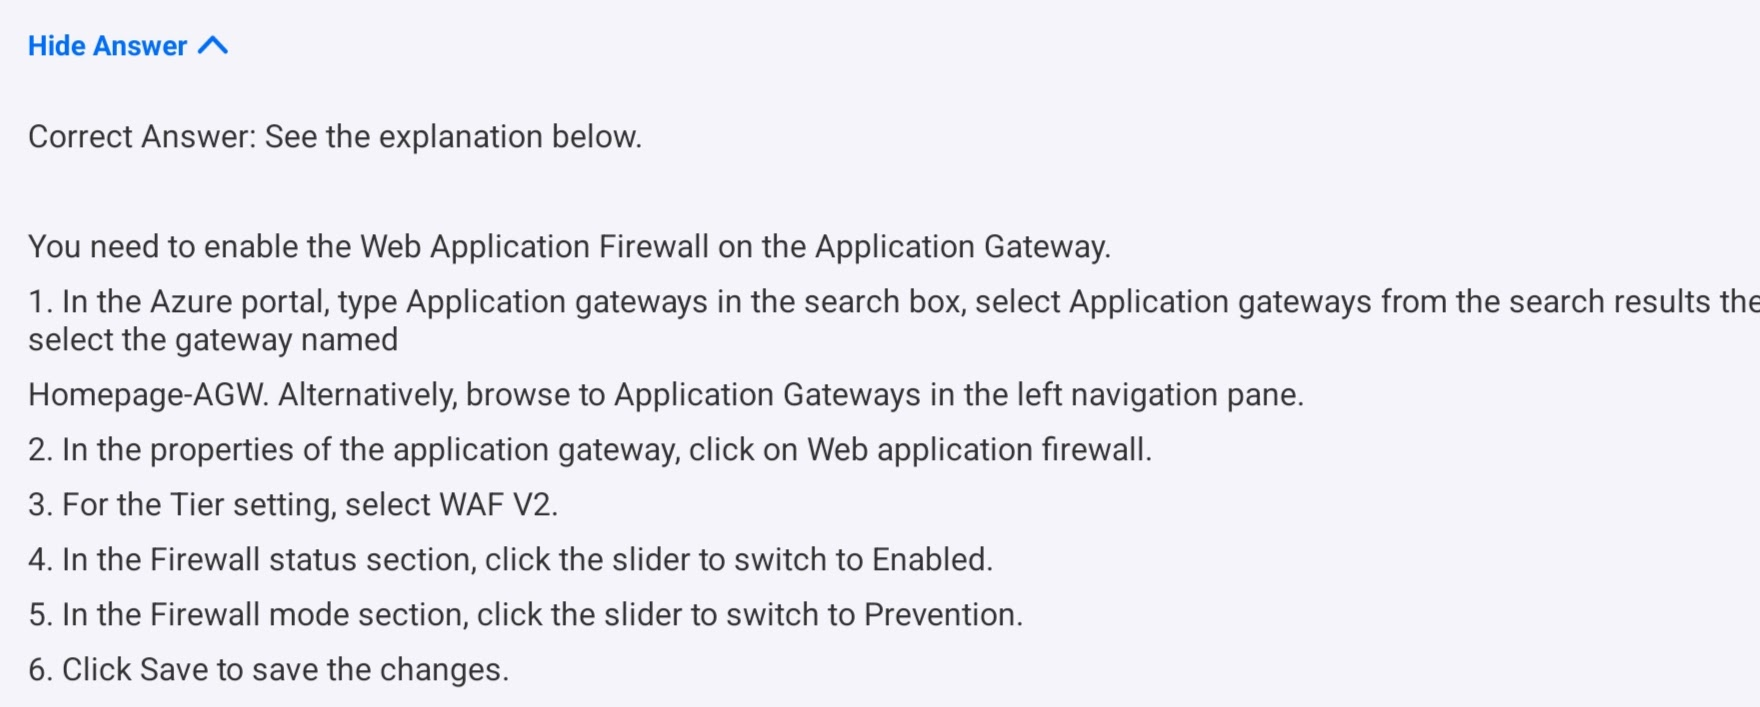 Hide Answer
Correct Answer: See the explanation below.
You need to enable the Web Application Firewall on the Application Gateway.
1. In the Azure portal, type Application gateways in the search box, select Application gateways from the search results the
select the gateway named
Homepage-AGW. Alternatively, browse to Application Gateways in the left navigation pane.
2. In the properties of the application gateway, click on Web application firewall.
3. For the Tier setting, select WAF V2.
4. In the Firewall status section, click the slider to switch to Enabled.
5. In the Firewall mode section, click the slider to switch to Prevention.
6. Click Save to save the changes.